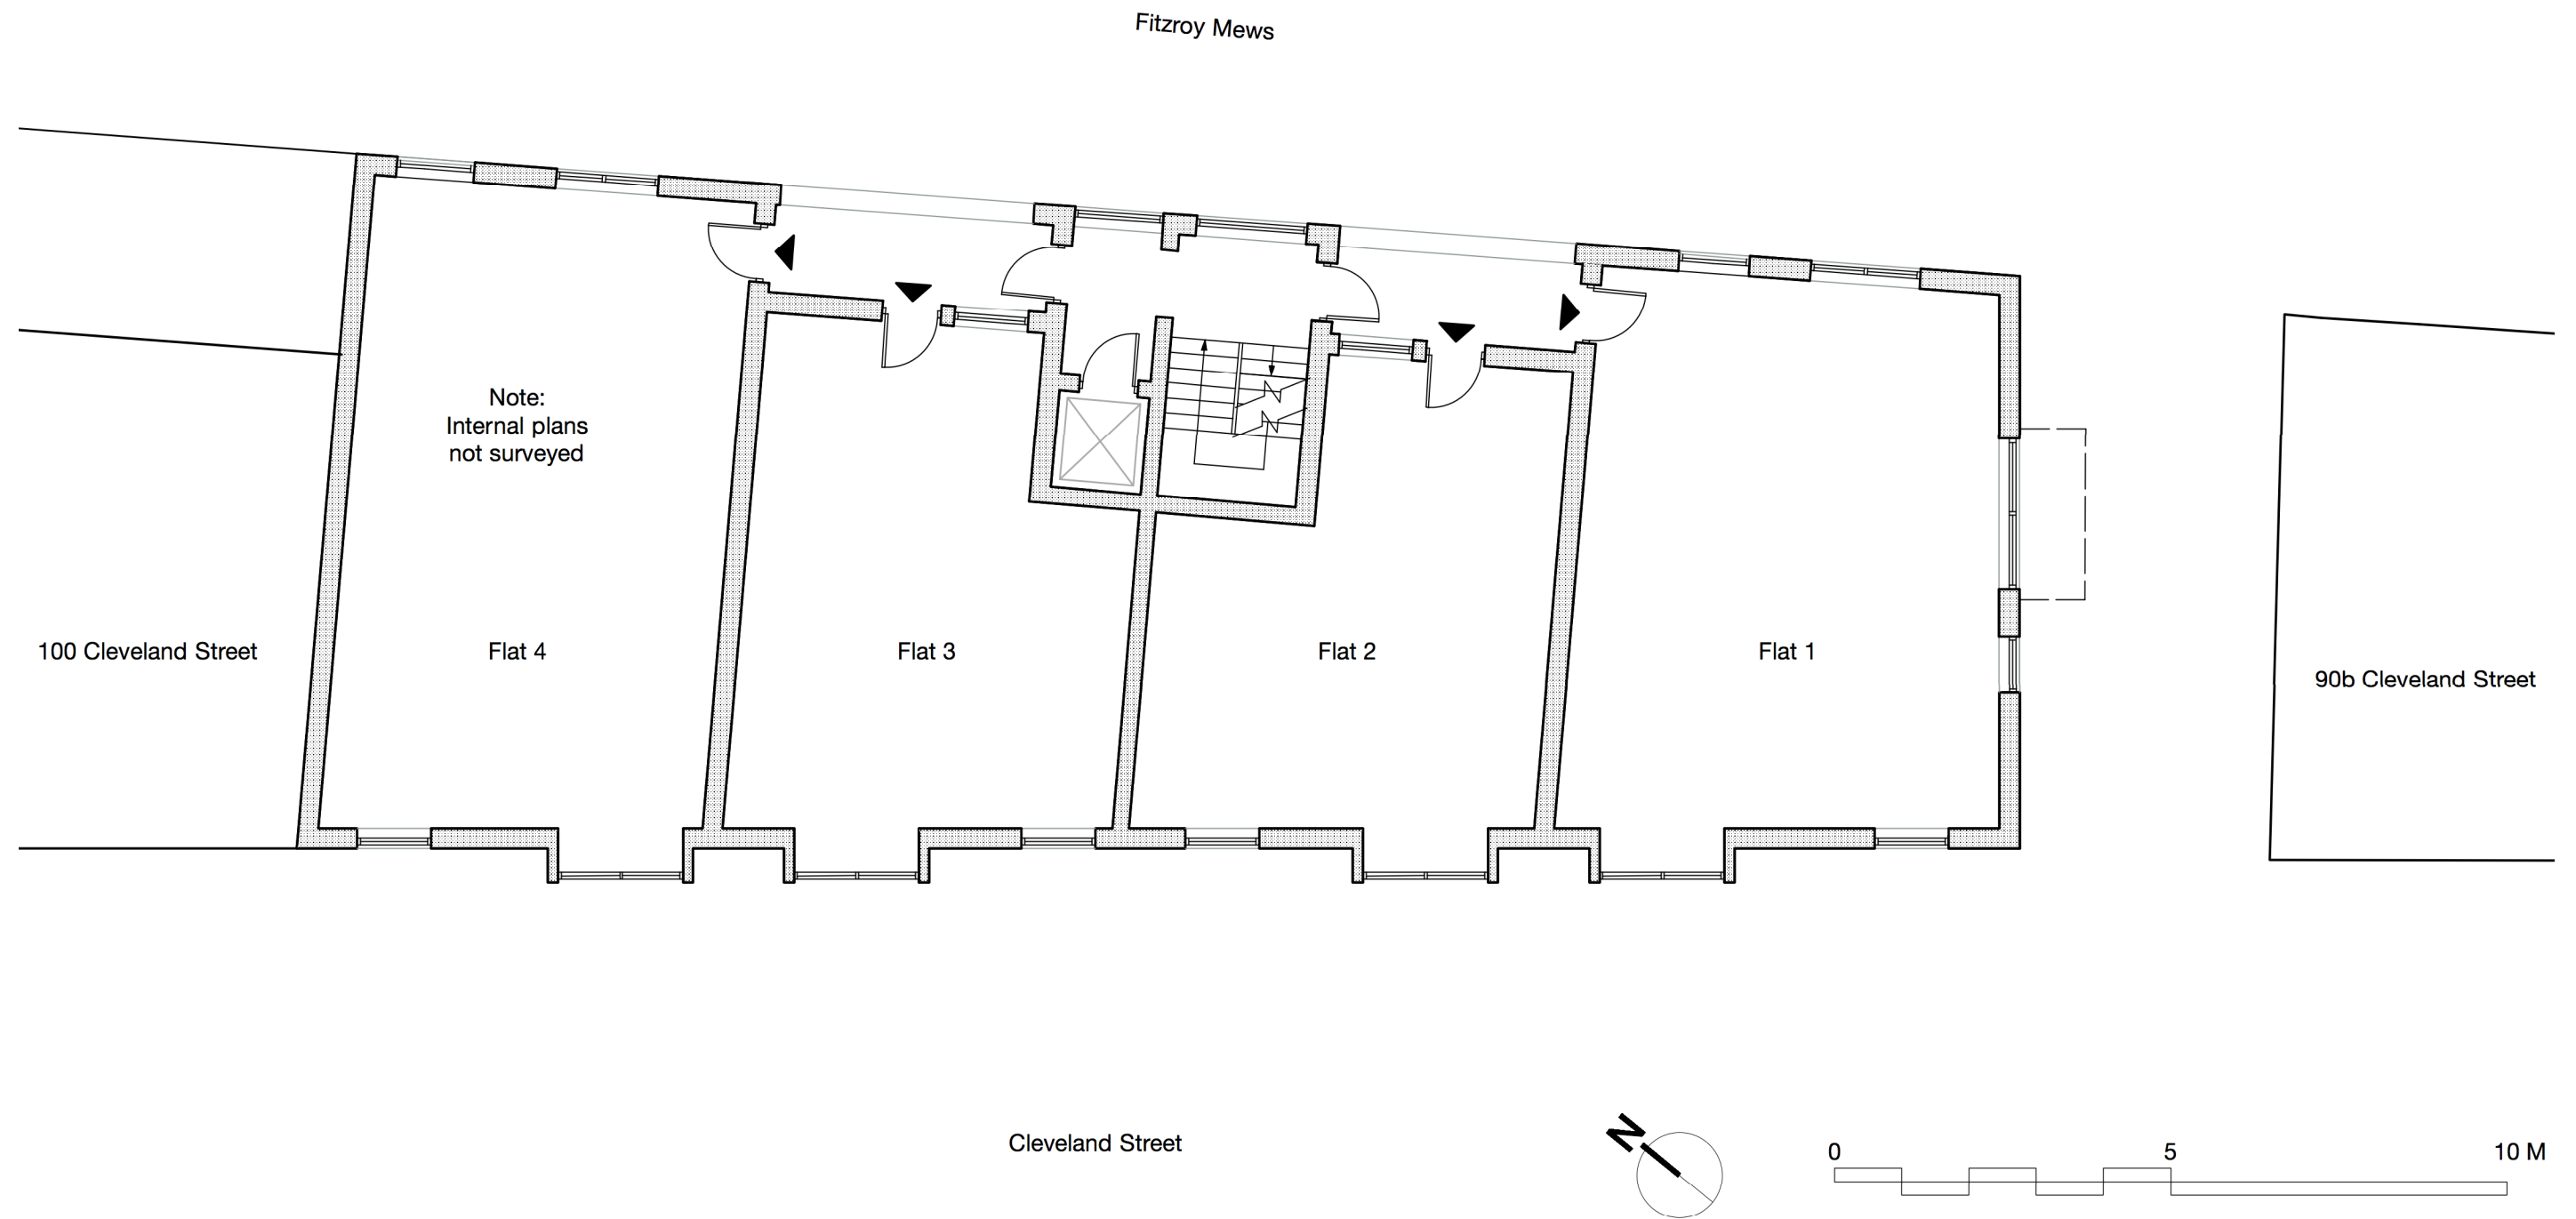 Fitzroy Mews
Note:
Internal plans
not surveyed
100 Cleveland Street
Flat 4
Flat 3
Flat 2
Flat 1
90b Cleveland Street
Cleveland Street
N
0
5
10 M